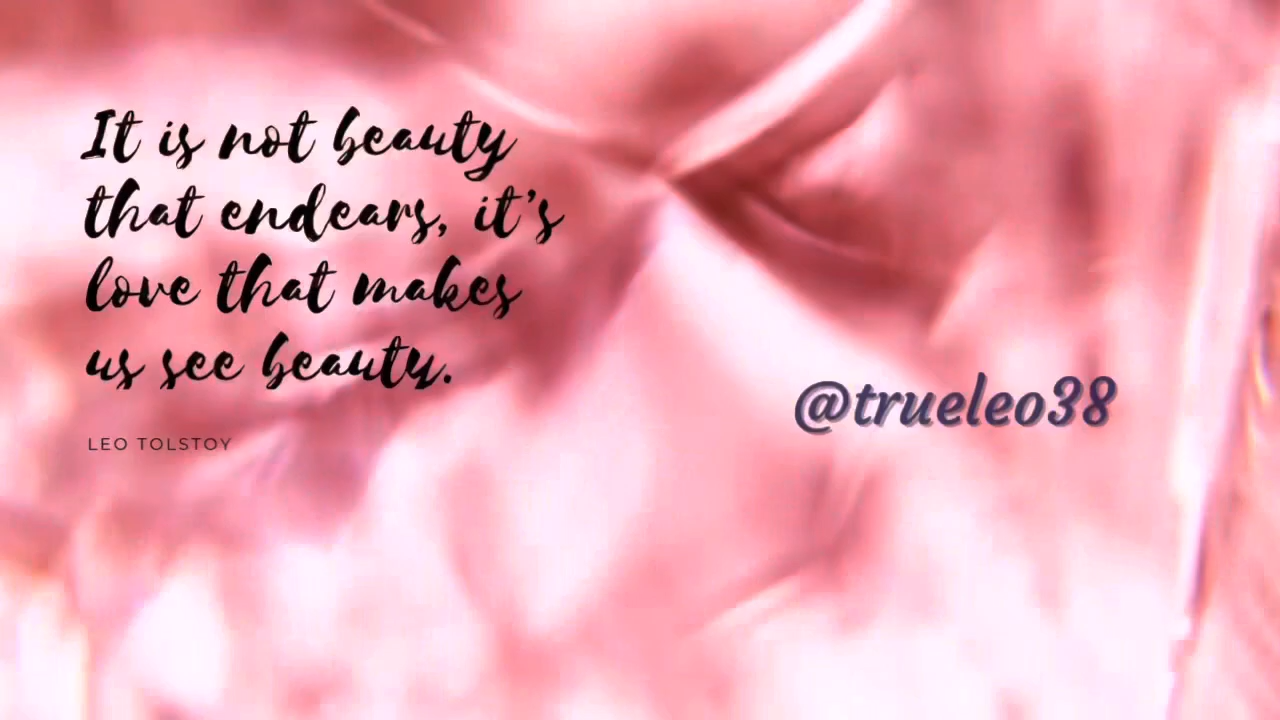 It is not beauty
that endears, it's
love that makes
us see beauty.
LEO TOLSTOY
@trueleo38